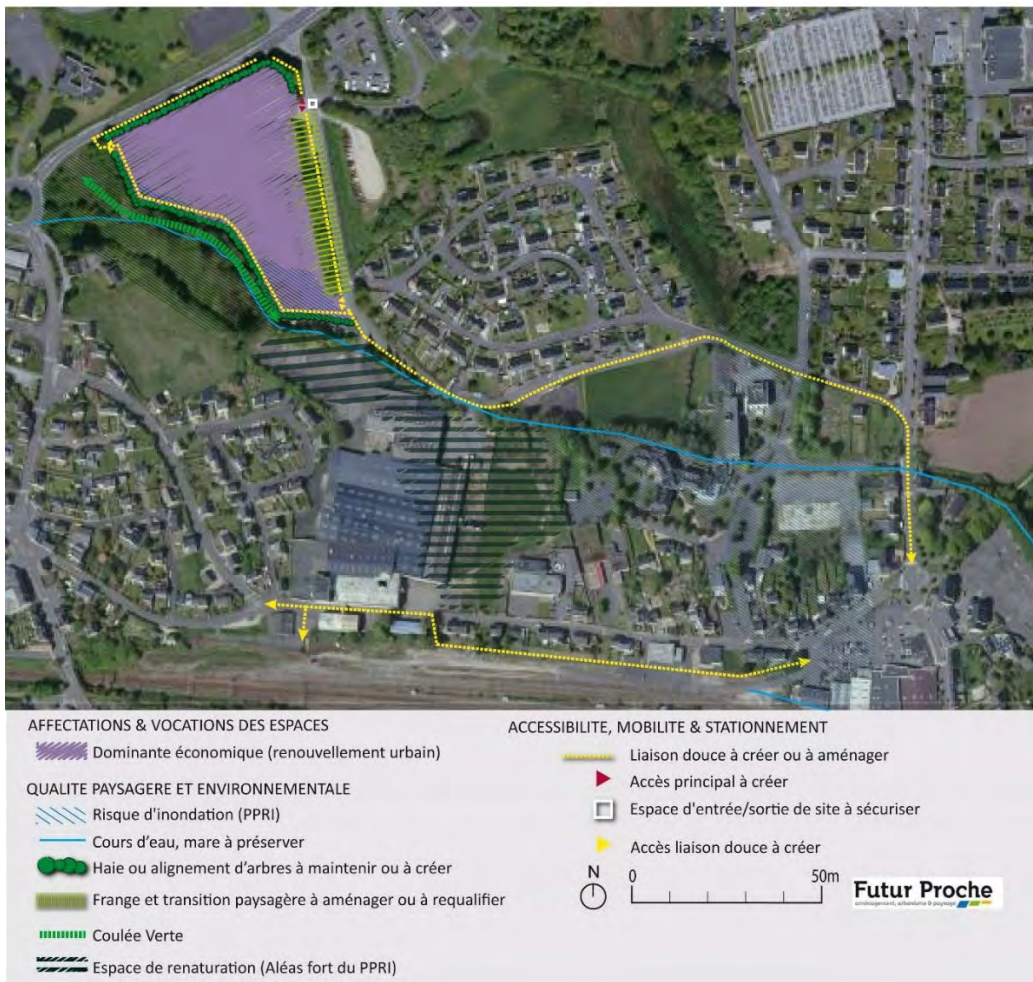 AFFECTATIONS & VOCATIONS DES ESPACES
Dominante économique (renouvellement urbain)
QUALITE PAYSAGERE ET ENVIRONNEMENTALE
Risque d'inondation (PPRI)
Cours d'eau, mare à préserver
Haie ou alignement d'arbres à maintenir ou à créer
Frange et transition paysagère à aménager ou à requalifier
Coulée Verte
Espace de renaturation (Aléas fort du PPRI)
ACCESSIBILITE, MOBILITE & STATIONNEMENT
Liaison douce à créer ou à aménager
Accès principal à créer
Espace d'entrée/sortie de site à sécuriser
Accès liaison douce à créer
N
0 50m
Futur Proche
aménagement, urbanisme & paysage